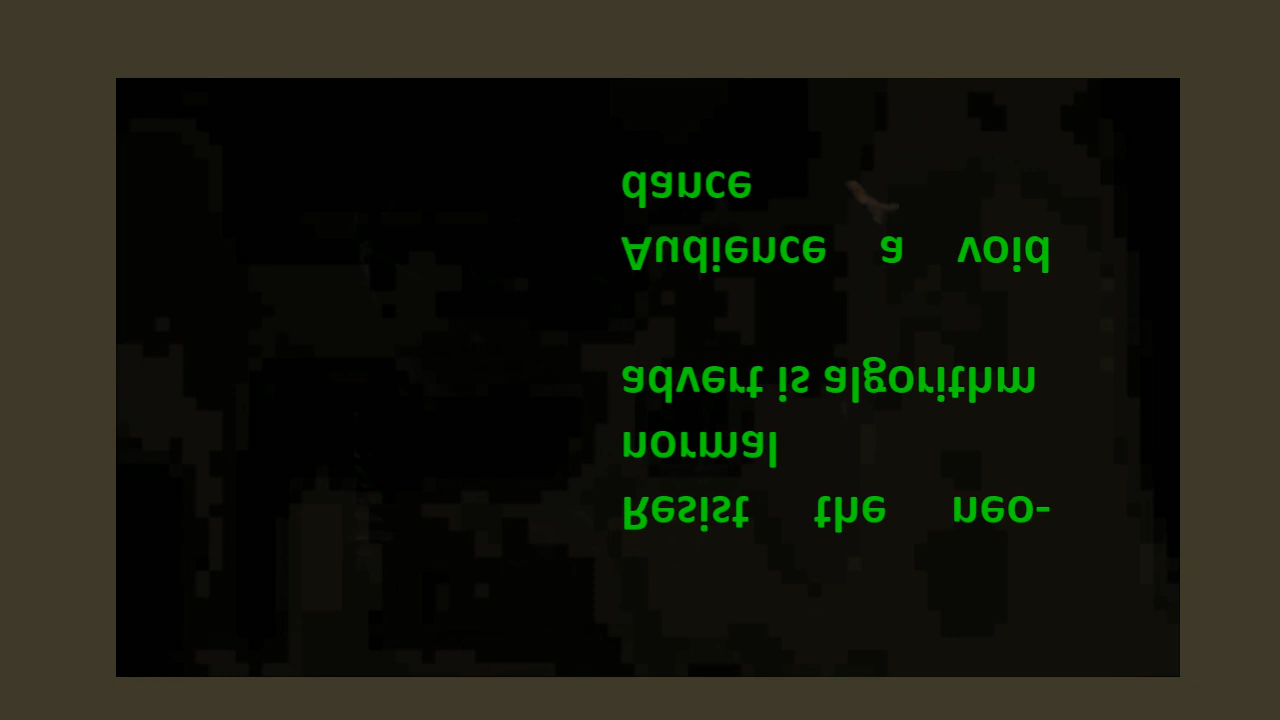 Resist the neo-
normal
advert is algorithm
Audience a void
dance